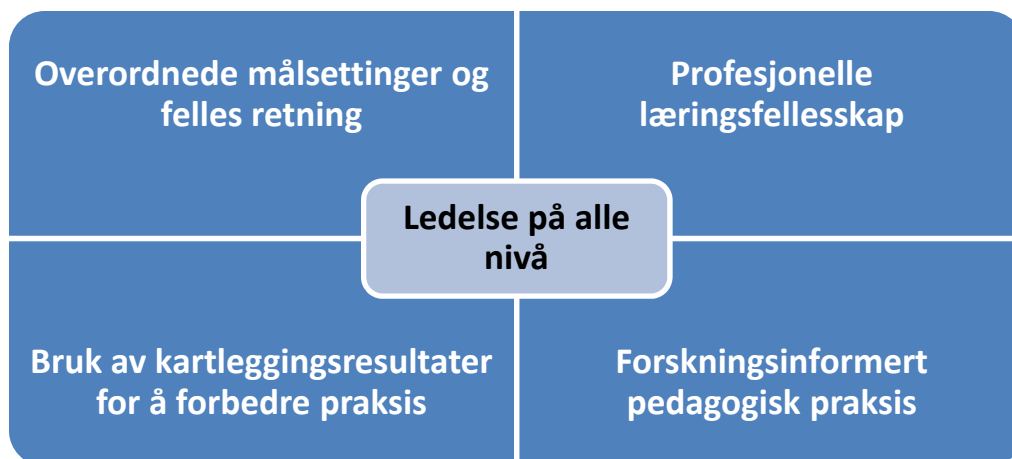 Overordnede målsettinger og
felles retning
Profesjonelle
læringsfellesskap
Ledelse på alle
nivå
Bruk av kartleggingsresultater
for å forbedre praksis
Forskningsinformert
pedagogisk praksis